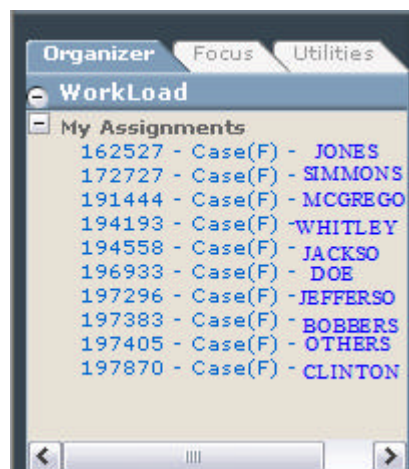 Organizer Focus Utilities
WorkLoad
My Assignments
162527 - Case(F) - JONES
172727 - Case(F) - SIMMONS
191444 - Case(F) - MCGREGO
194193 - Case(F) -WHITLEY
194558 - Case(F) - JACKSO
196933 - Case(F) - DOE
197296 - Case(F) -JEFFERSO
197383 - Case(F) - BOBBERS
197405 - Case(F) - OTHERS
197870 - Case(F) - CLINTON